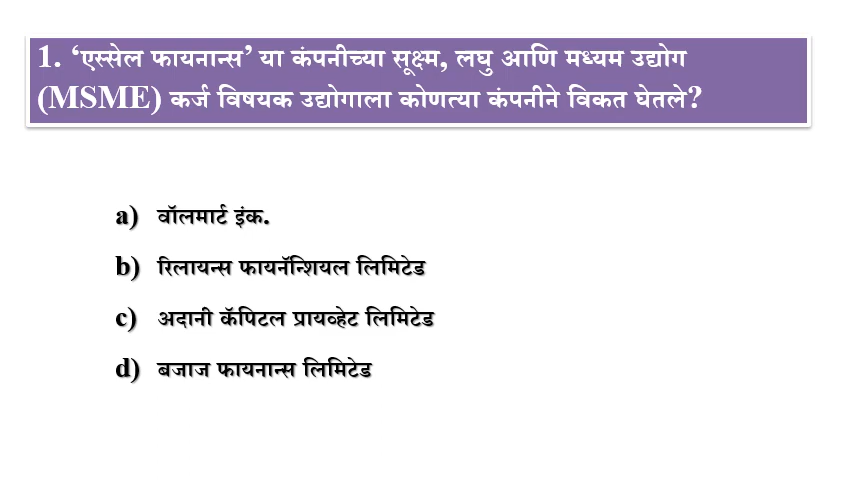 1. ‘एस्सेल फायनान्स’ या कंपनीच्या सूक्ष्म, लघु आणि मध्यम उद्योग
(MSME) कर्ज विषयक उद्योगाला कोणत्या कंपनीने विकत घेतले?
a) वॉलमार्ट इंक.
b) रिलायन्स फायनॅन्शियल लिमिटेड
c) अदानी कॅपिटल प्रायव्हेट लिमिटेड
d) बजाज फायनान्स लिमिटेड